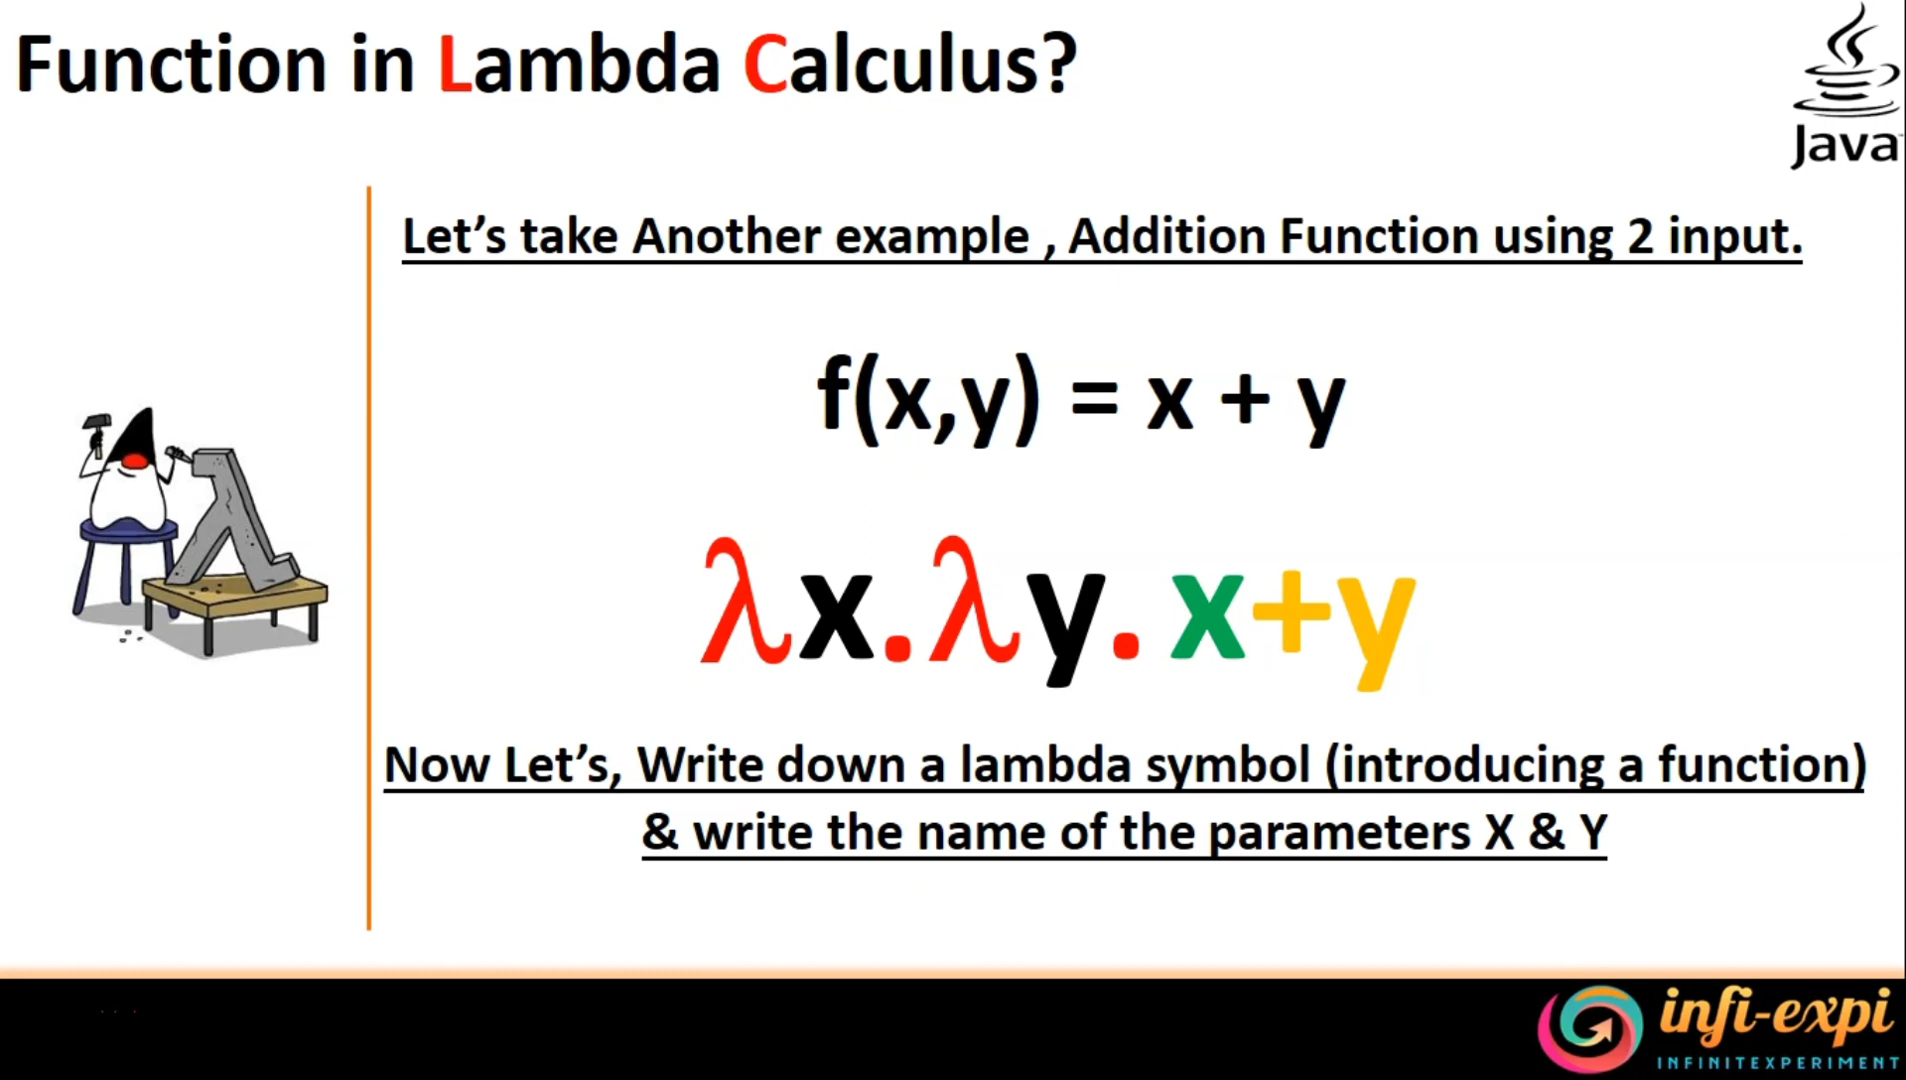 Function in Lambda Calculus?
Java
Let’s take Another example , Addition Function using 2 input.
f(x,y) = x + y
λx.λy. x+y
Now Let’s, Write down a lambda symbol (introducing a function)
& write the name of the parameters X & Y
infi-expi
INFINITEXPERIMENT